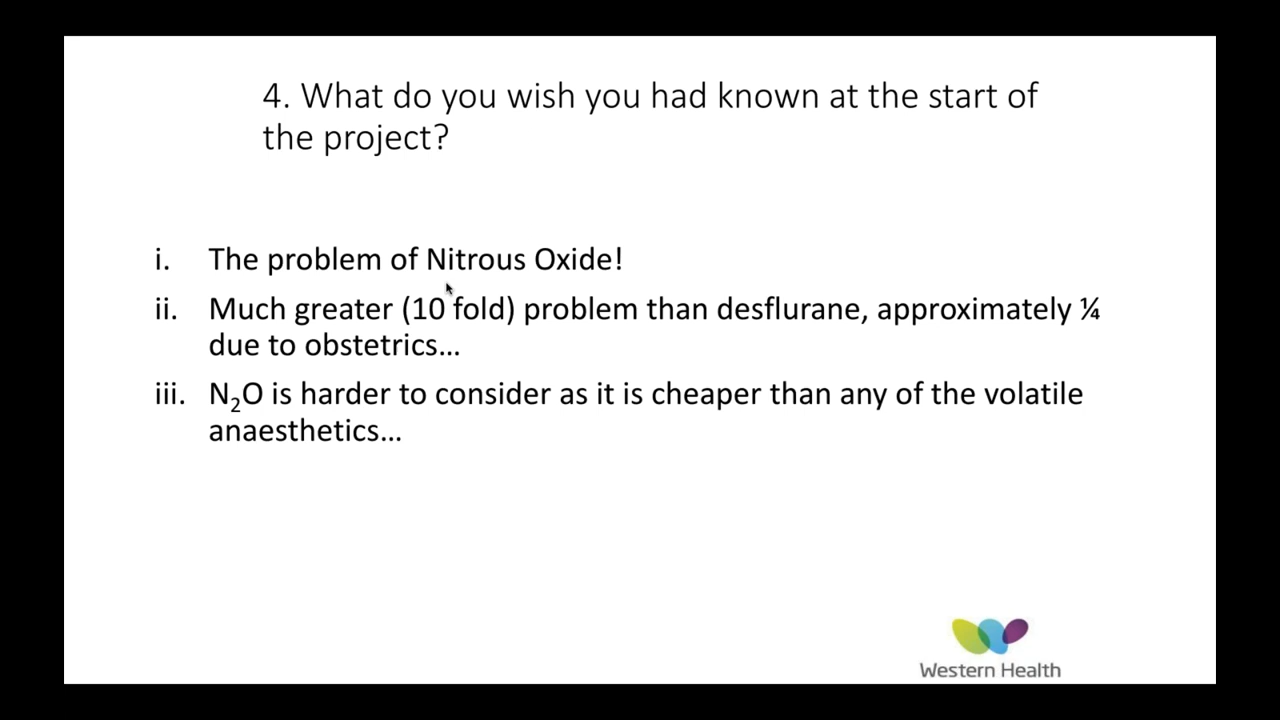 4. What do you wish you had known at the start of
the project?
i. The problem of Nitrous Oxide!
ii. Much greater (10 fold) problem than desflurane, approximately ¼
due to obstetrics...
iii. N₂O is harder to consider as it is cheaper than any of the volatile
anaesthetics...
Western Health